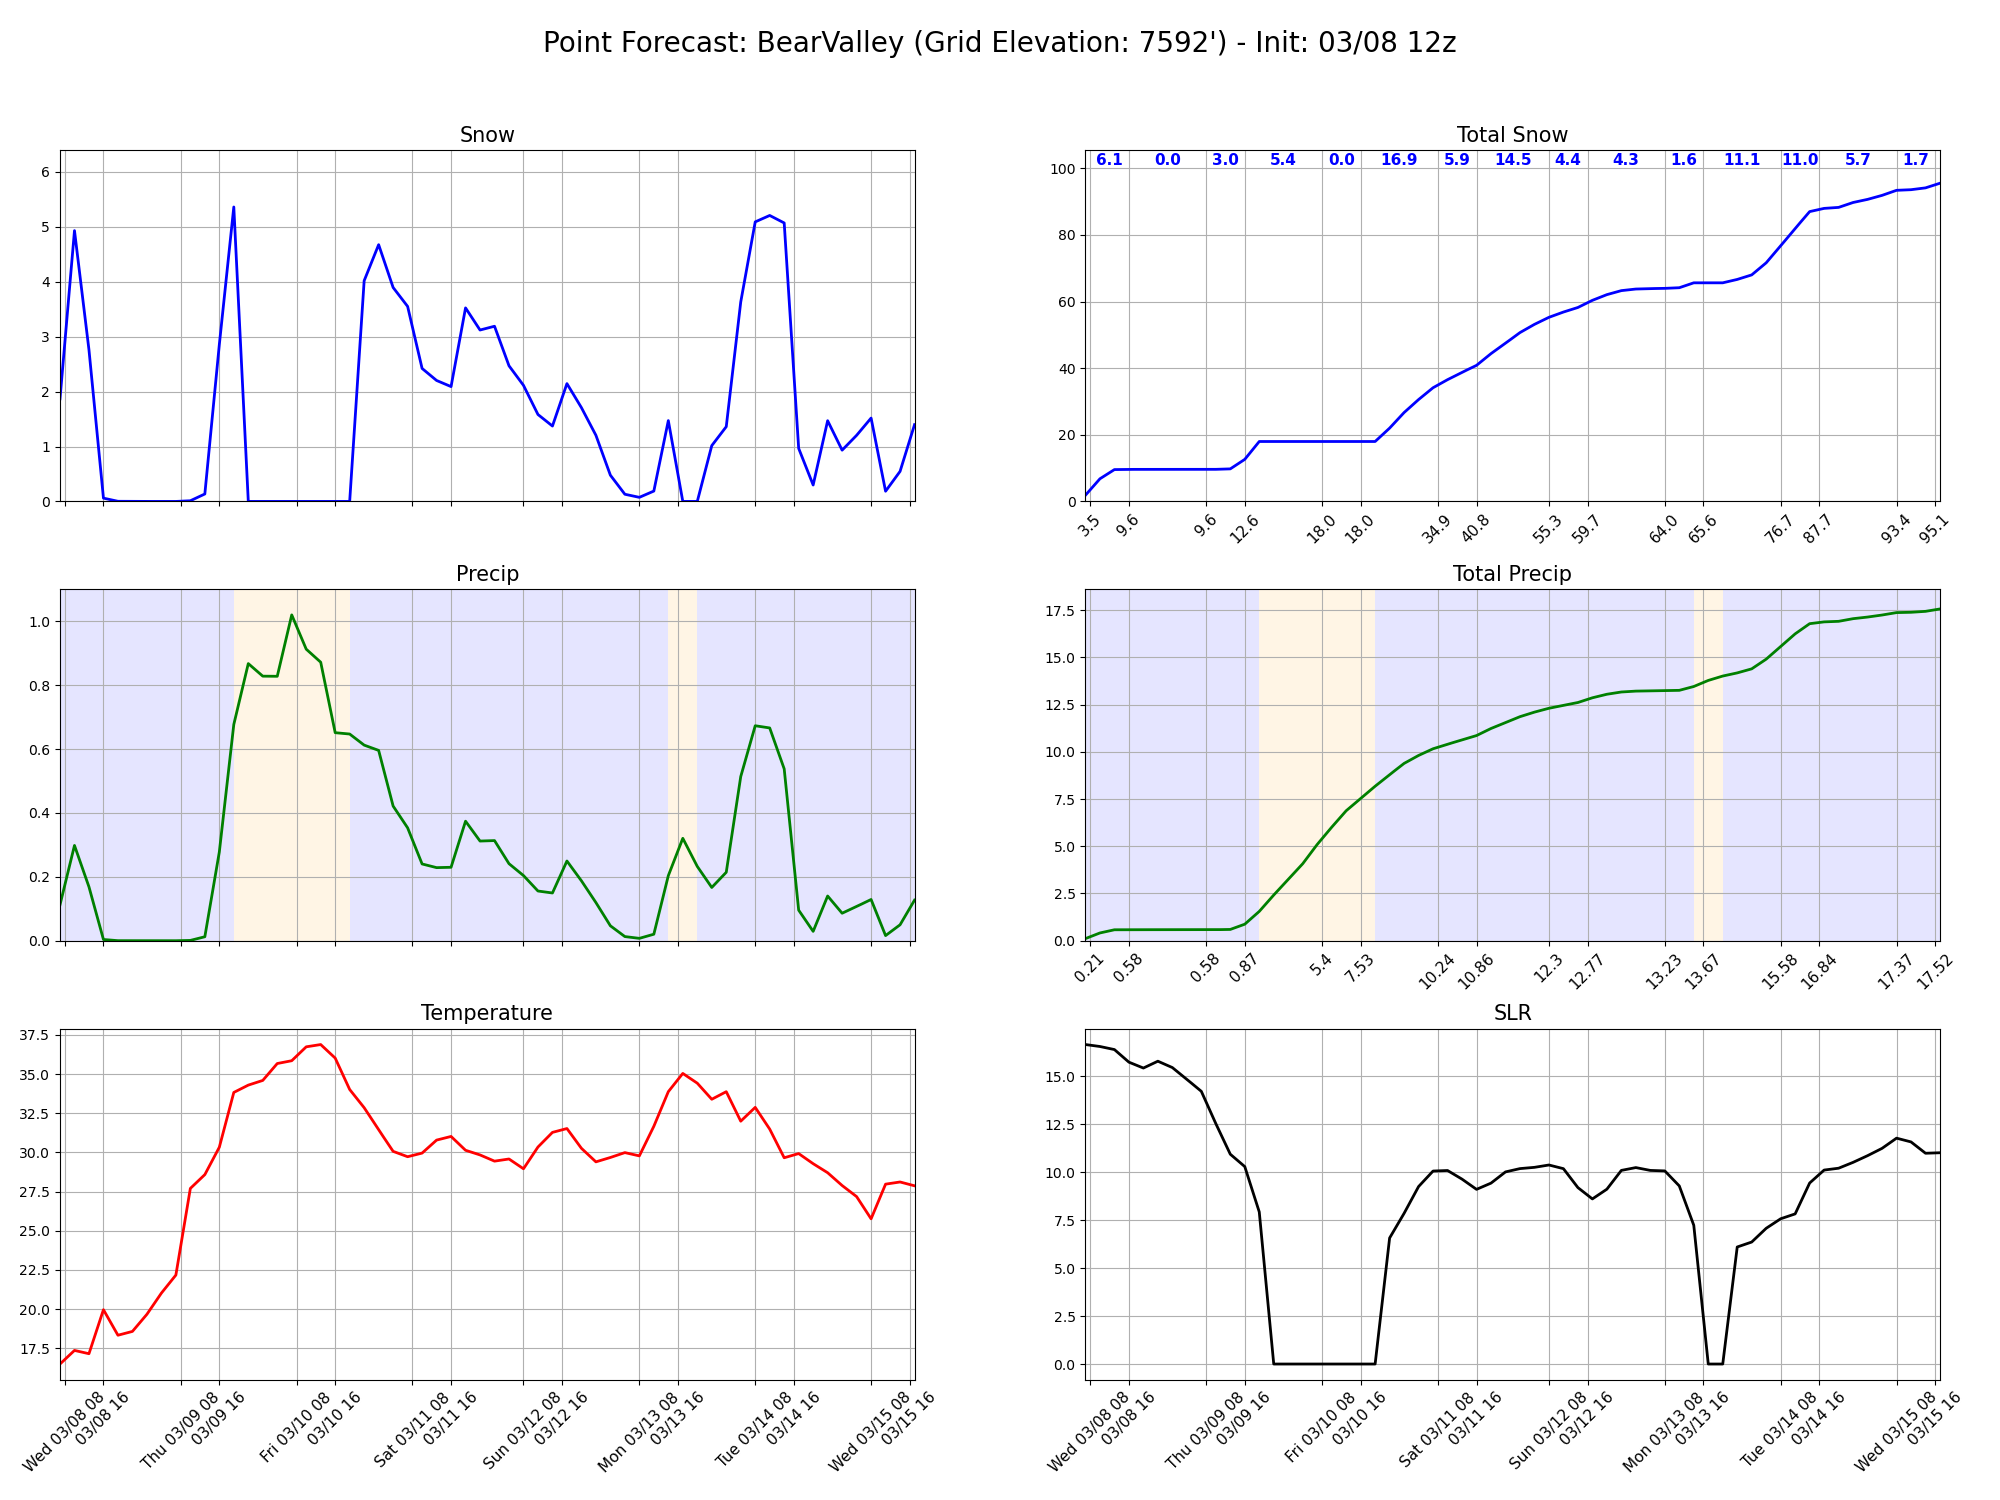 Point Forecast: BearValley (Grid Elevation: 7592') - Init: 03/08 12z
Snow
6
5
4
3
2
1
0
Total Snow
6.1 0.0 3.0 5.4 0.0 16.9 5.9 14.5 4.4 4.3 1.6 11.1 11.0 5.7 1.7
100
80
60
40
20
0
3.5 9.6 9.6 12.6 18.0 18.0 34.9 40.8 55.3 59.7 64.0 65.6 76.7 87.7 93.4 95.1
Precip
1.0
0.8
0.6
0.4
0.2
0.0
Total Precip
17.5
15.0
12.5
10.0
7.5
5.0
2.5
0.0
0.21 0.58 0.58 0.87 5.4 7.53 10.24 10.86 12.3 12.77 13.23 13.67 15.58 16.84 17.37 17.52
Temperature
37.5
35.0
32.5
30.0
27.5
25.0
22.5
20.0
17.5
Wed 03/08 08
03/08 16
Thu 03/09 08
03/09 16
Fri 03/10 08
03/10 16
Sat 03/11 08
03/11 16
Sun 03/12 08
03/12 16
Mon 03/13 08
03/13 16
Tue 03/14 08
03/14 16
Wed 03/15 08
03/15 16
SLR
15.0
12.5
10.0
7.5
5.0
2.5
0.0
Wed 03/08 08
03/08 16
Thu 03/09 08
03/09 16
Fri 03/10 08
03/10 16
Sat 03/11 08
03/11 16
Sun 03/12 08
03/12 16
Mon 03/13 08
03/13 16
Tue 03/14 08
03/14 16
Wed 03/15 08
03/15 16